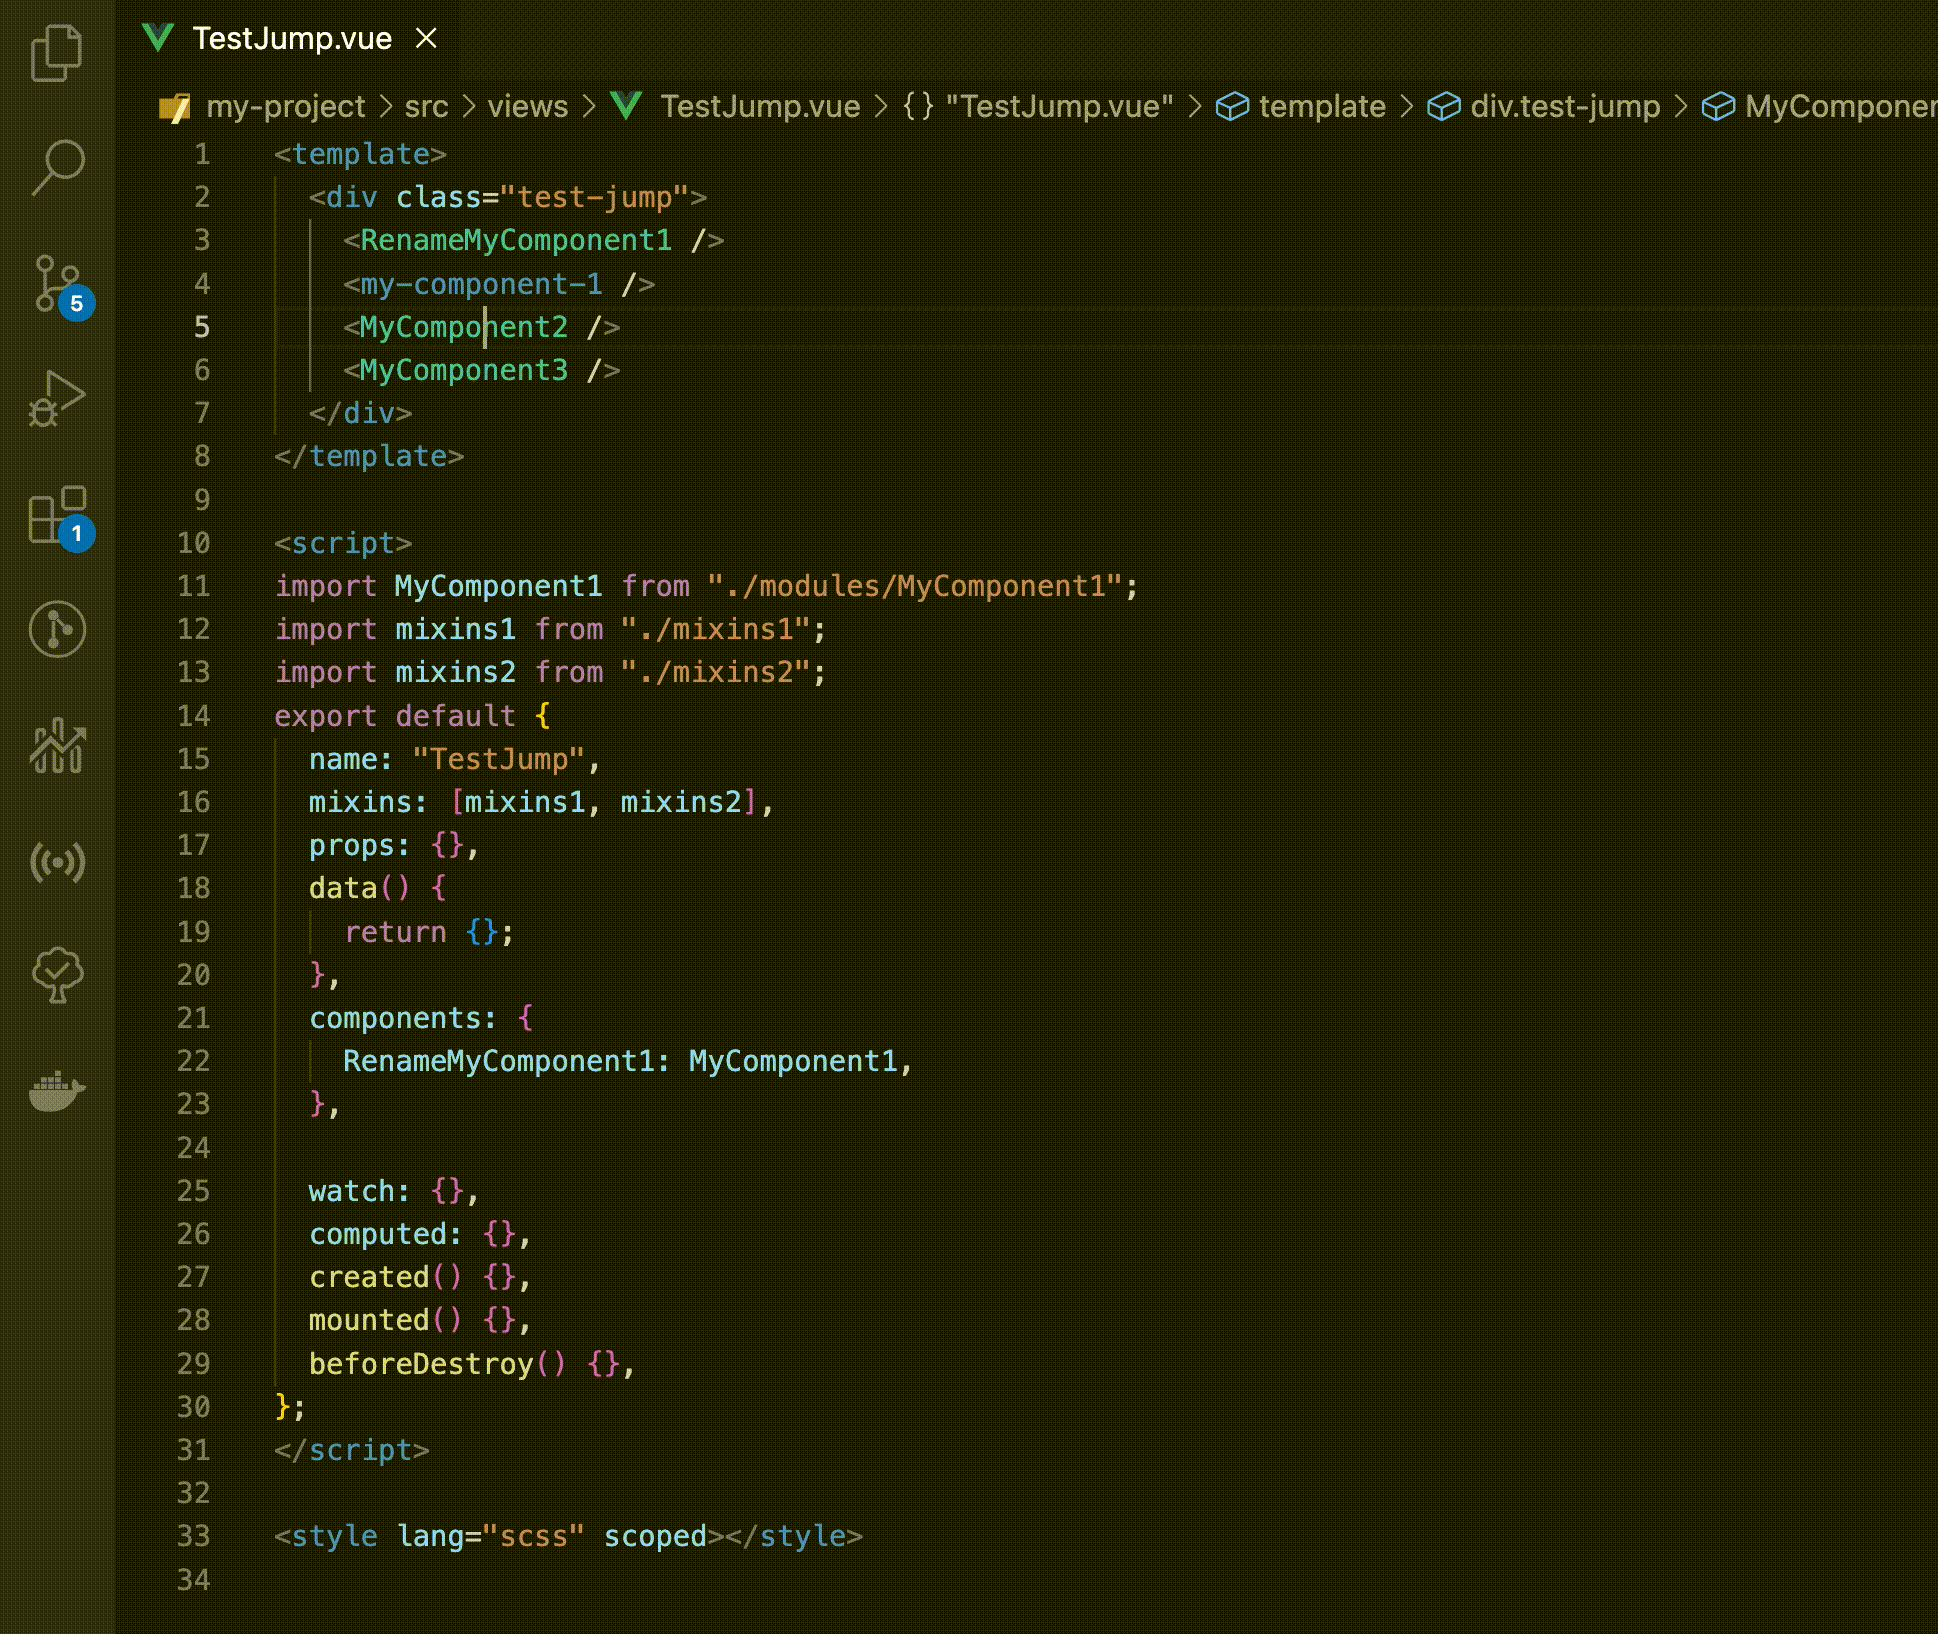 TestJump.vue
my-project > src > views > TestJump.vue > {} "TestJump.vue" > template > div.test-jump > MyComponen
1 <template>
2   <div class="test-jump">
3     <RenameMyComponent1 />
4     <my-component-1 />
5     <MyComponent2 />
6     <MyComponent3 />
7   </div>
8 </template>
9
10 <script>
11 import MyComponent1 from "./modules/MyComponent1";
12 import mixins1 from "./mixins1";
13 import mixins2 from "./mixins2";
14 export default {
15   name: "TestJump",
16   mixins: [mixins1, mixins2],
17   props: {},
18   data() {
19     return {};
20   },
21   components: {
22     RenameMyComponent1: MyComponent1,
23   },
24
25   watch: {},
26   computed: {},
27   created() {},
28   mounted() {},
29   beforeDestroy() {},
30 };
31 </script>
32
33 <style lang="scss" scoped></style>
34
5
1